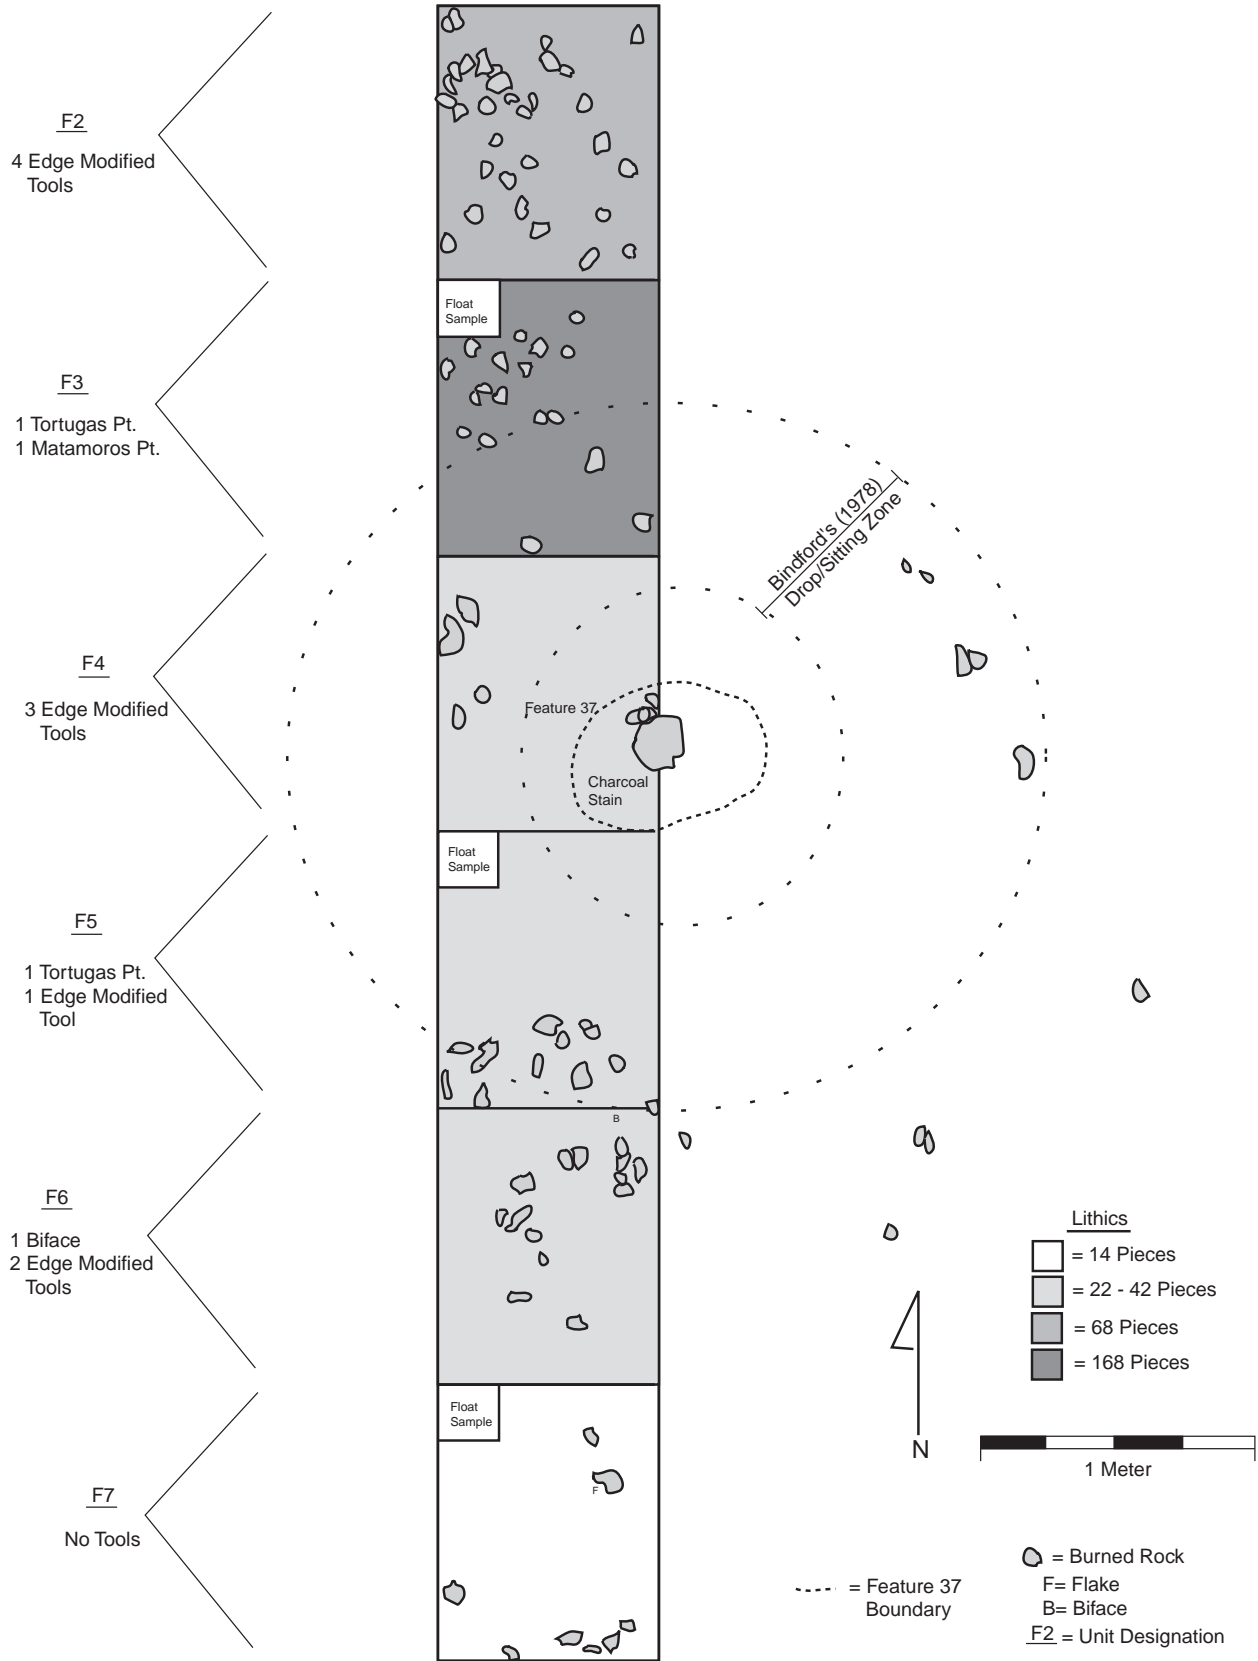 F2
4 Edge Modified
Tools
Float
Sample
F3
1 Tortugas Pt.
1 Matamoros Pt.
Bindford's (1978)
Drop/Sitting Zone
F4
3 Edge Modified
Tools
Feature 37
Charcoal
Stain
Float
Sample
F5
1 Tortugas Pt.
1 Edge Modified
Tool
B
F6
1 Biface
2 Edge Modified
Tools
Lithics
= 14 Pieces
= 22 - 42 Pieces
= 68 Pieces
= 168 Pieces
Float
Sample
N
1 Meter
F
F7
No Tools
= Feature 37
Boundary
= Burned Rock
F= Flake
B= Biface
F2 = Unit Designation